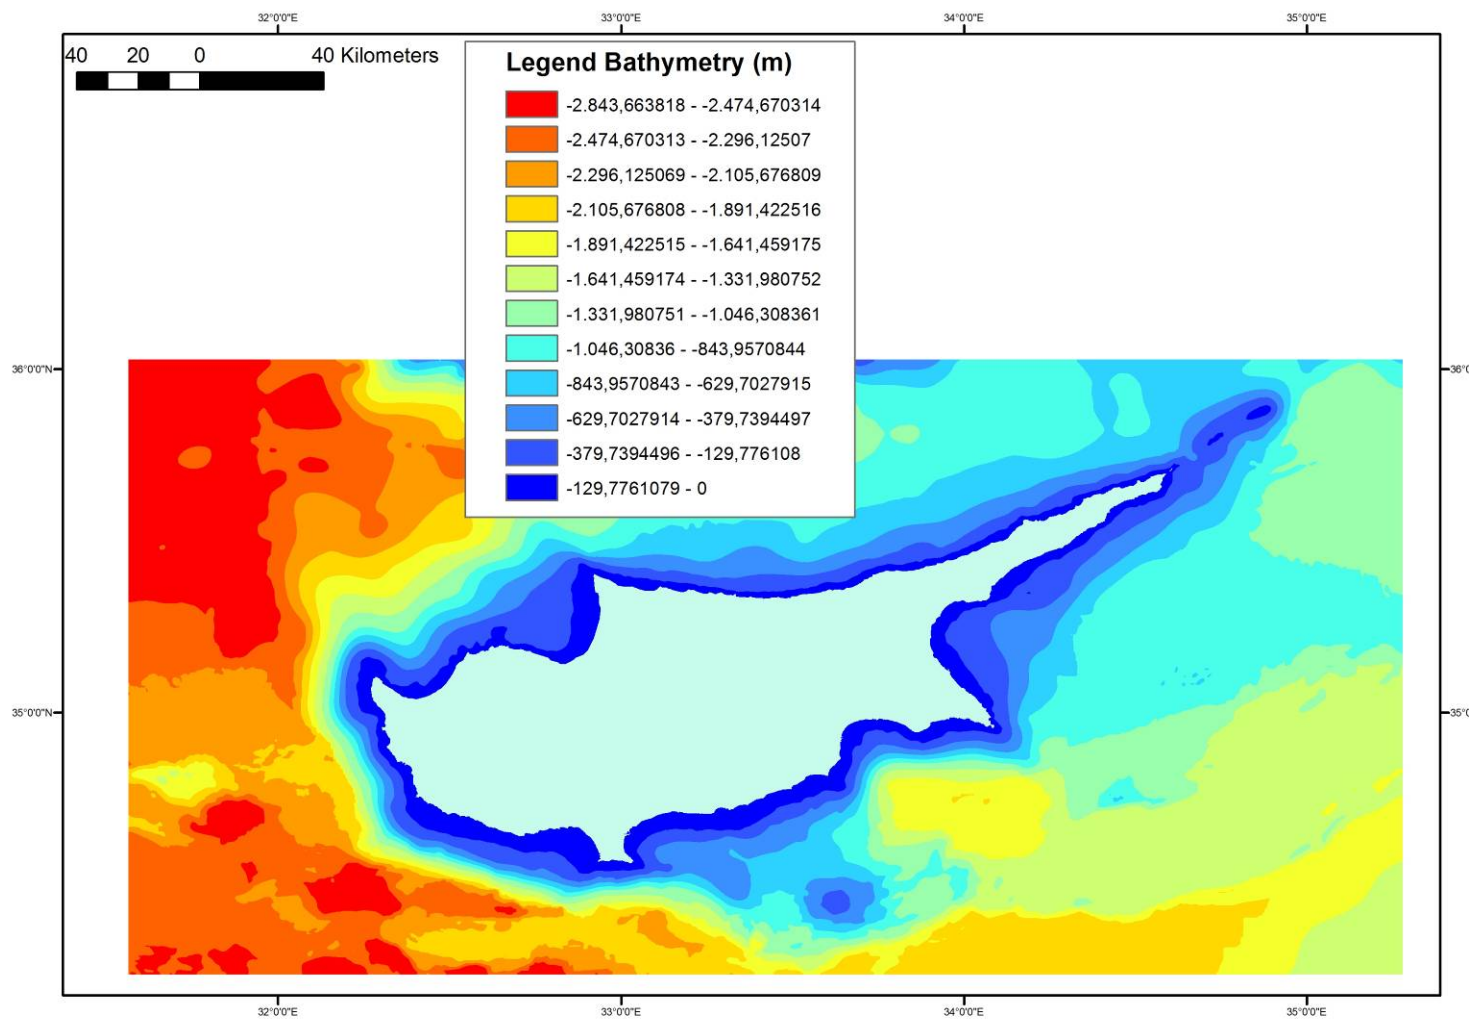 32°0'0"E 33°0'0"E 34°0'0"E 35°0'0"E
40 20 0 40 Kilometers
Legend Bathymetry (m)
-2.843,663818 - -2.474,670314
-2.474,670313 - -2.296,12507
-2.296,125069 - -2.105,676809
-2.105,676808 - -1.891,422516
-1.891,422515 - -1.641,459175
-1.641,459174 - -1.331,980752
-1.331,980751 - -1.046,308361
-1.046,30836 - -843,9570844
-843,9570843 - -629,7027915
-629,7027914 - -379,7394497
-379,7394496 - -129,776108
-129,7761079 - 0
36°0'0"N 36°0
35°0'0"N 35°0
32°0'0"E 33°0'0"E 34°0'0"E 35°0'0"E